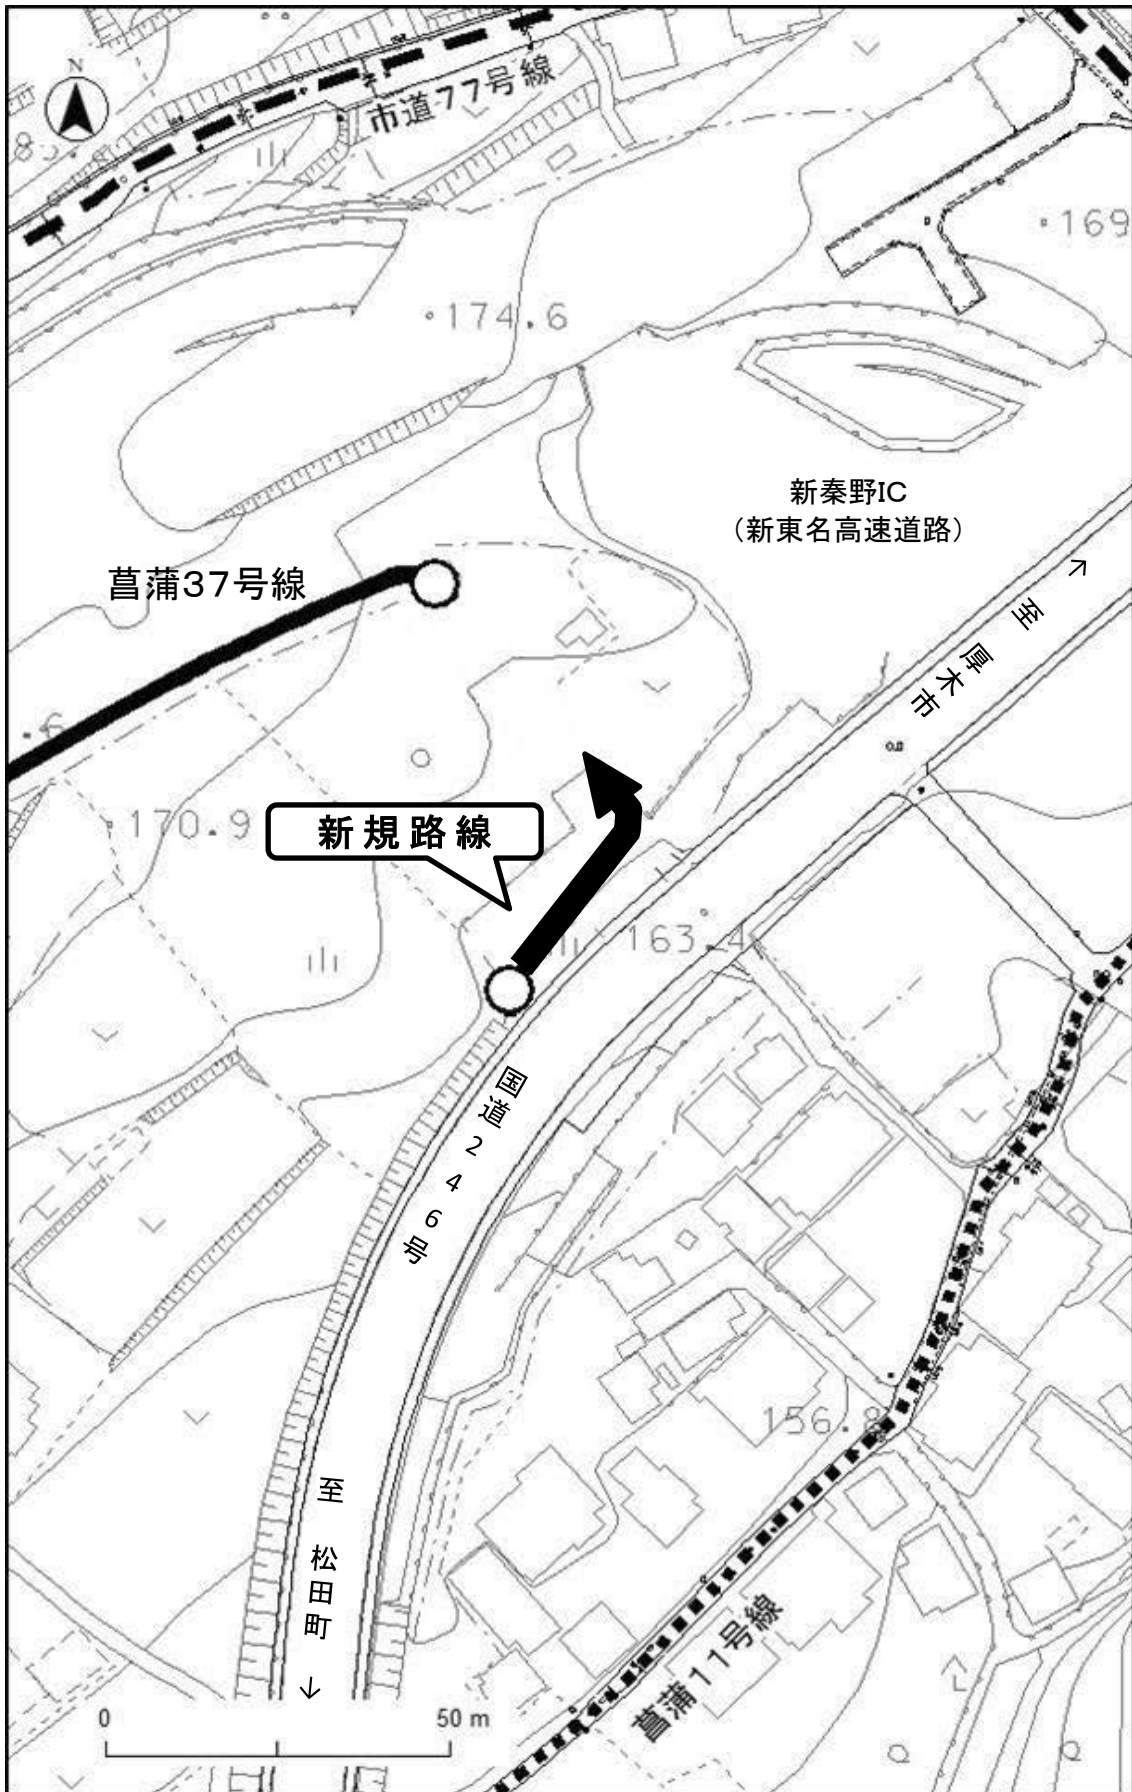 N
市道77号線
85.
169
174.6
新秦野IC
（新東名高速道路）
菖蒲37号線
至 厚木市
.6
170.9
新規路線
163.4
国道246号
156.8
至 松田町 ↓
菖蒲11号線
0 50 m